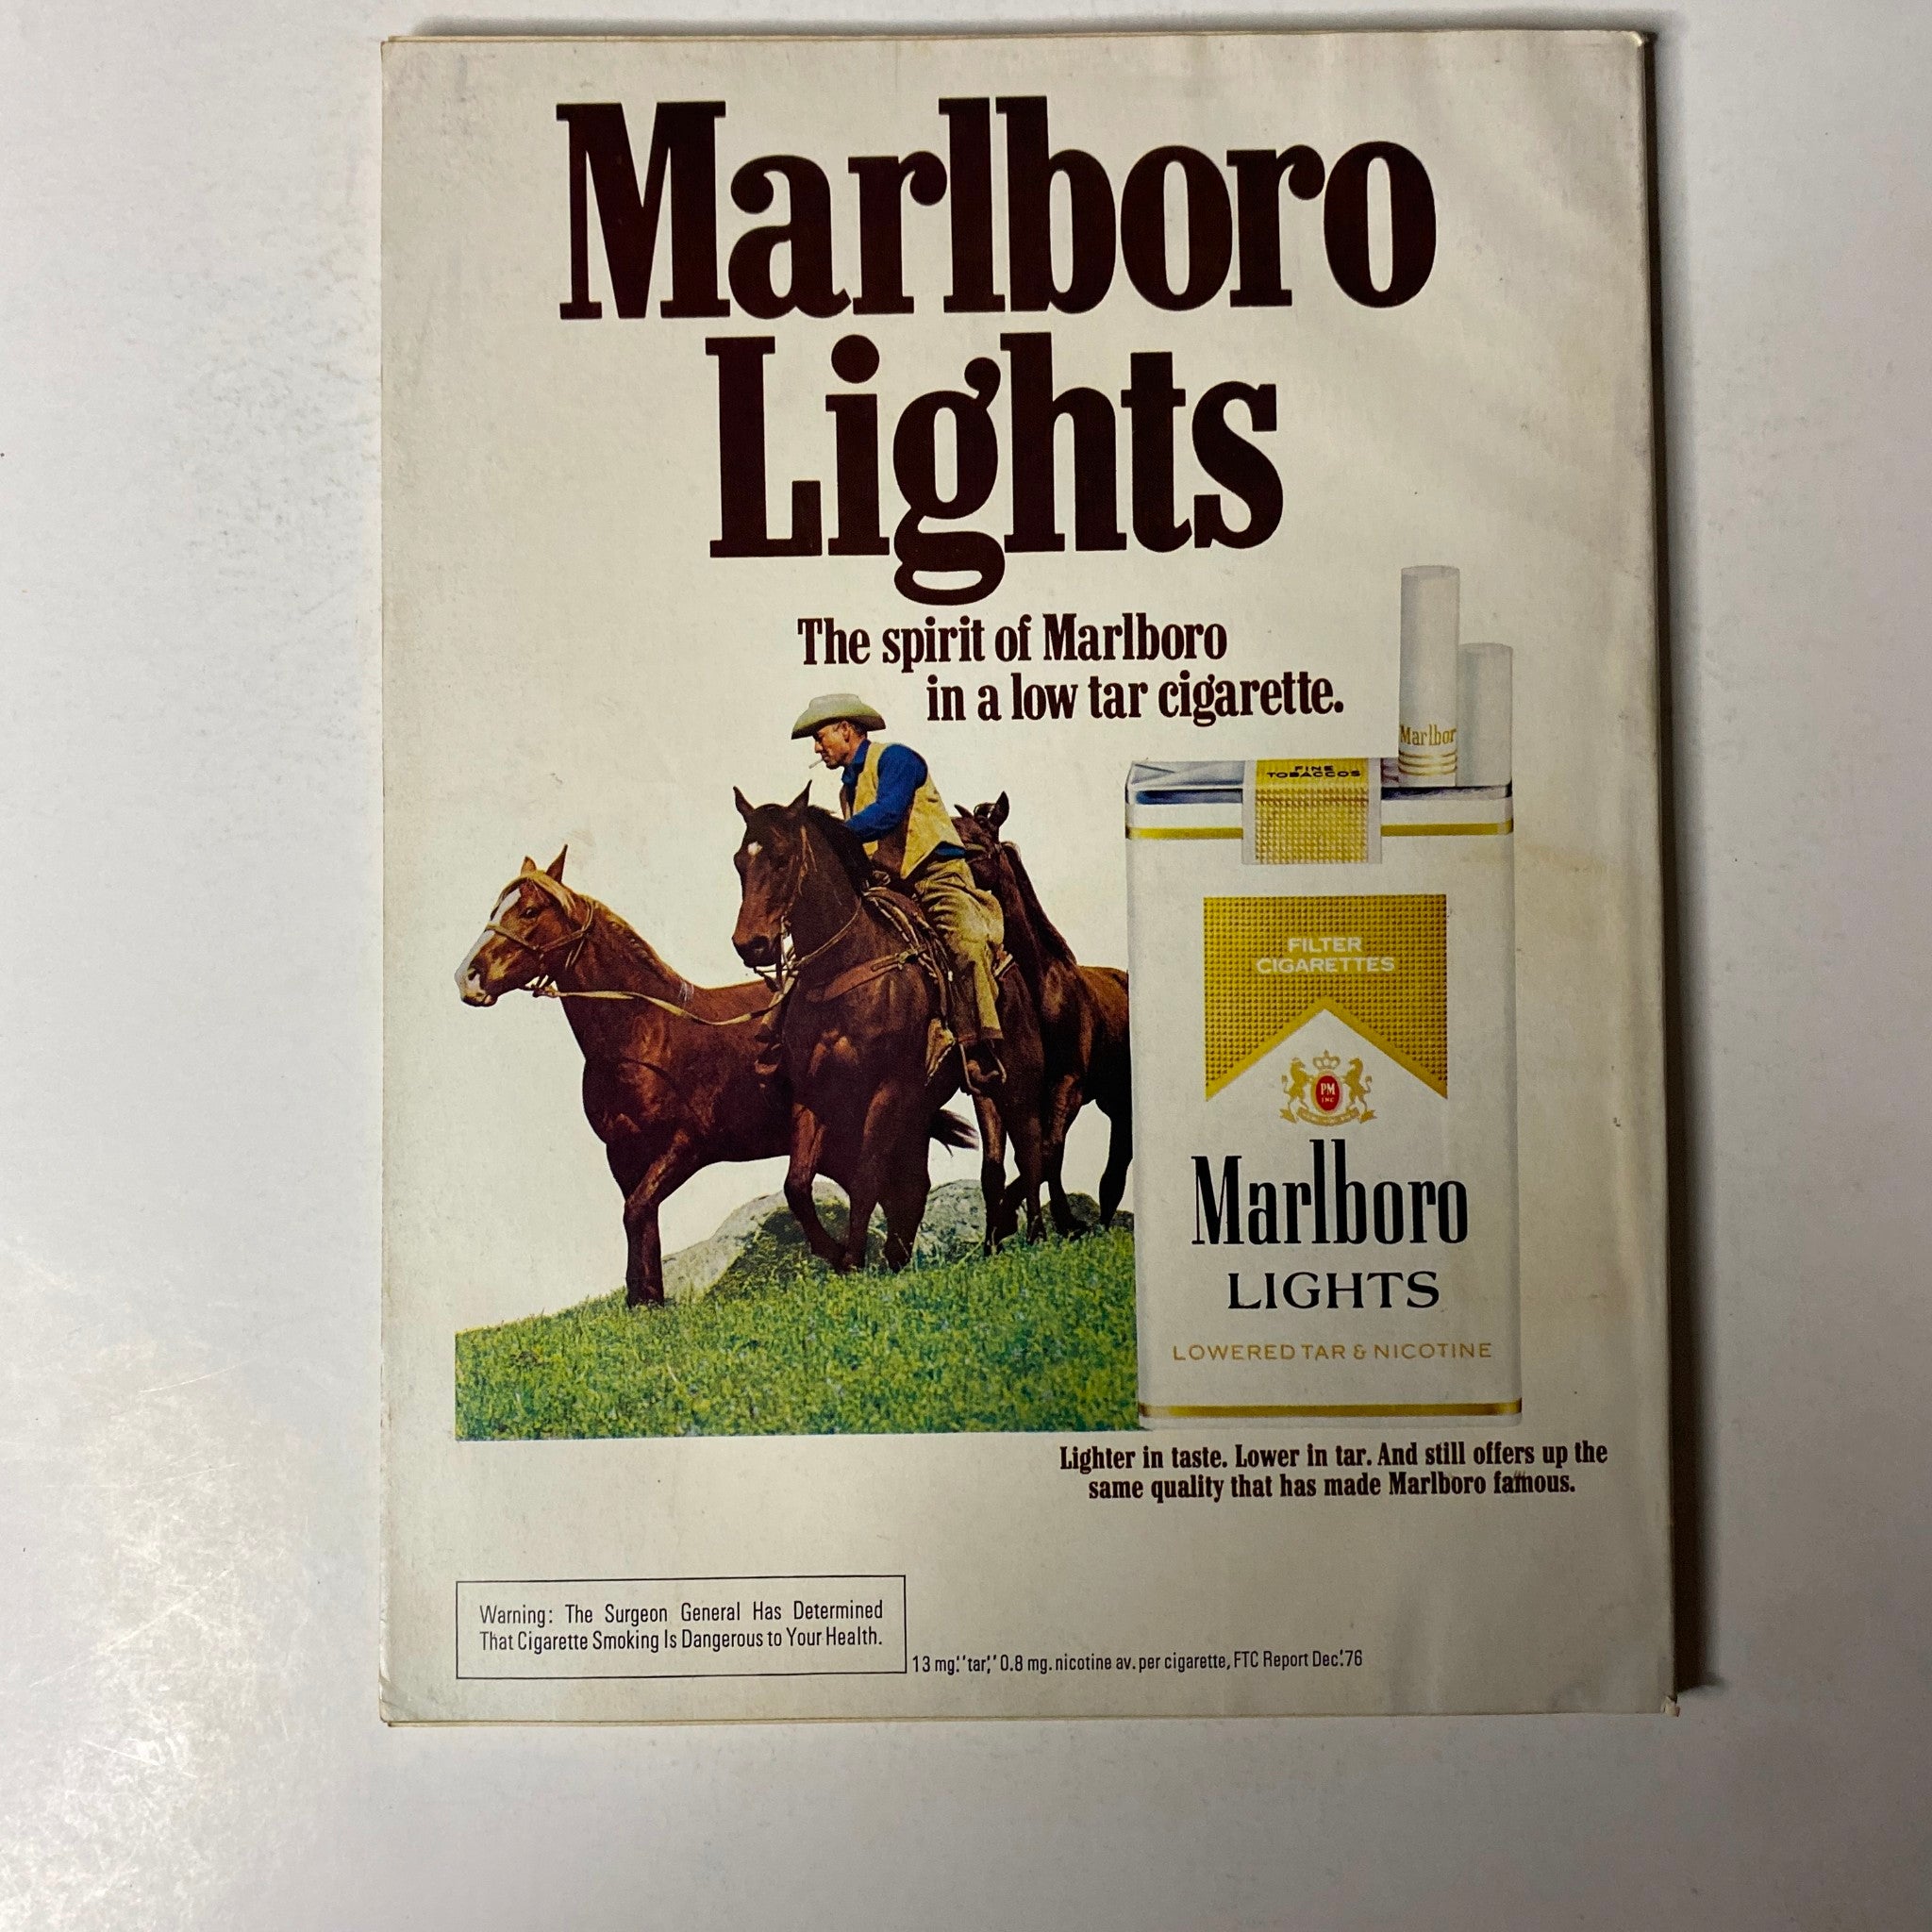 Marlboro
Lights
The spirit of Marlboro
in a low tar cigarette.
Marlbor
FINE
TOBACCOS
FILTER
CIGARETTES
PM
INC
Marlboro
LIGHTS
LOWERED TAR & NICOTINE
Lighter in taste. Lower in tar. And still offers up the
same quality that has made Marlboro famous.
Warning: The Surgeon General Has Determined
That Cigarette Smoking Is Dangerous to Your Health.
13 mg."tar," 0.8 mg. nicotine av. per cigarette, FTC Report Dec.'76